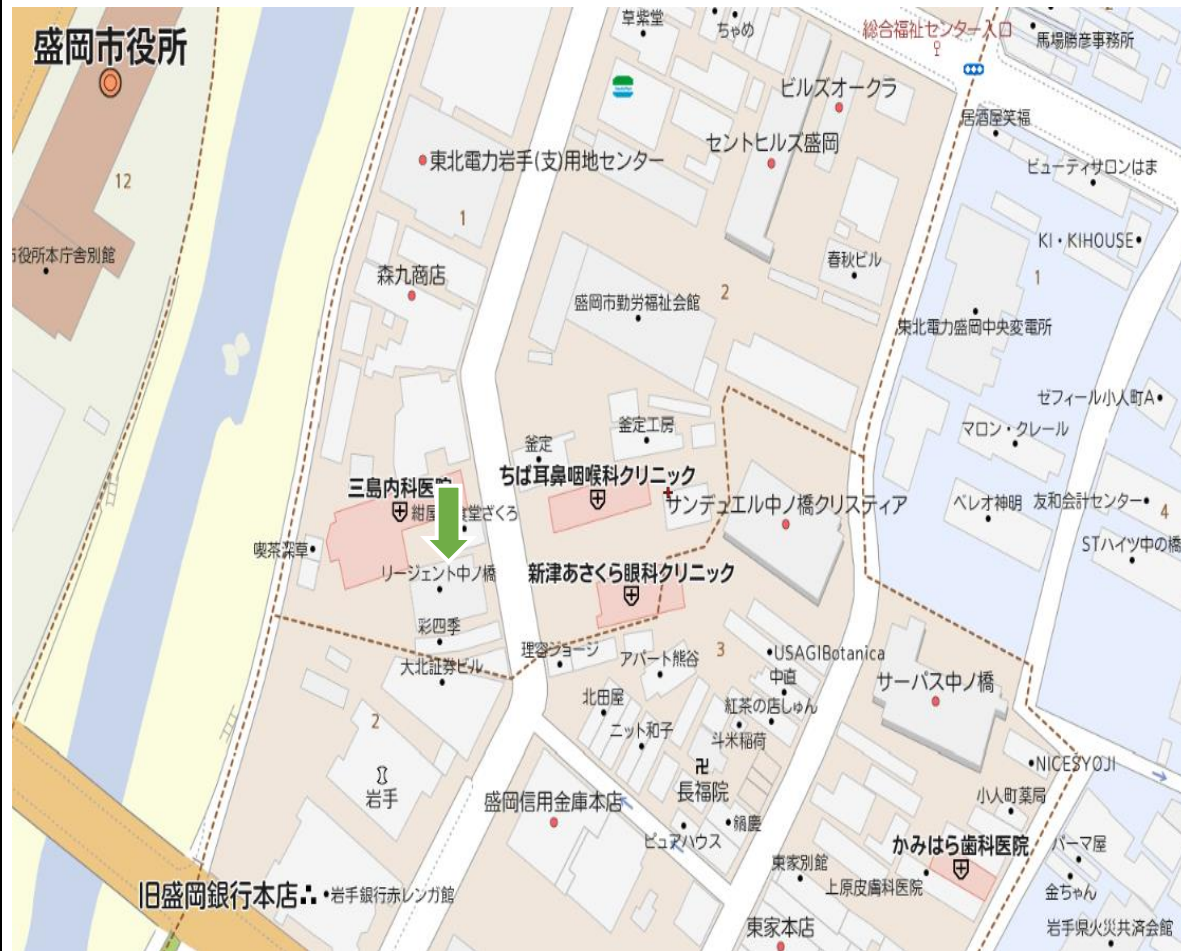 盛岡市役所
草紫堂
ちゃめ
総合福祉センター入口
馬場勝彦事務所
ビルズオークラ
居酒屋笑福
セントヒルズ盛岡
東北電力岩手(支)用地センター
ビューティサロンはま
12
1
市役所本庁舎別館
KI・KIHOUSE
春秋ビル
森九商店
2
1
盛岡市勤労福祉会館
東北電力盛岡中央変電所
ゼフィール小人町A
釜定工房
マロン・クレール
釜定
ちば耳鼻咽喉科クリニック
三島内科医院
サンデュエル中ノ橋クリスティア
ペレオ神明
友和会計センター
4
紺屋
食堂ざくろ
喫茶深草
STハイツ中の橋
リージェント中ノ橋
新津あさくら眼科クリニック
彩四季
理容ジョージ
アパート熊谷
3
USAGIBotanica
大北証券ビル
中直
サーパス中ノ橋
北田屋
紅茶の店しゅん
2
ニット和子
斗米稲荷
卍
NICESYOJI
長福院
岩手
盛岡信用金庫本店
小人町薬局
鍋慶
ピュアハウス
かみはら歯科医院
パーマ屋
東家別館
上原皮膚科医院
旧盛岡銀行本店
岩手銀行赤レンガ館
金ちゃん
東家本店
岩手県火災共済会館